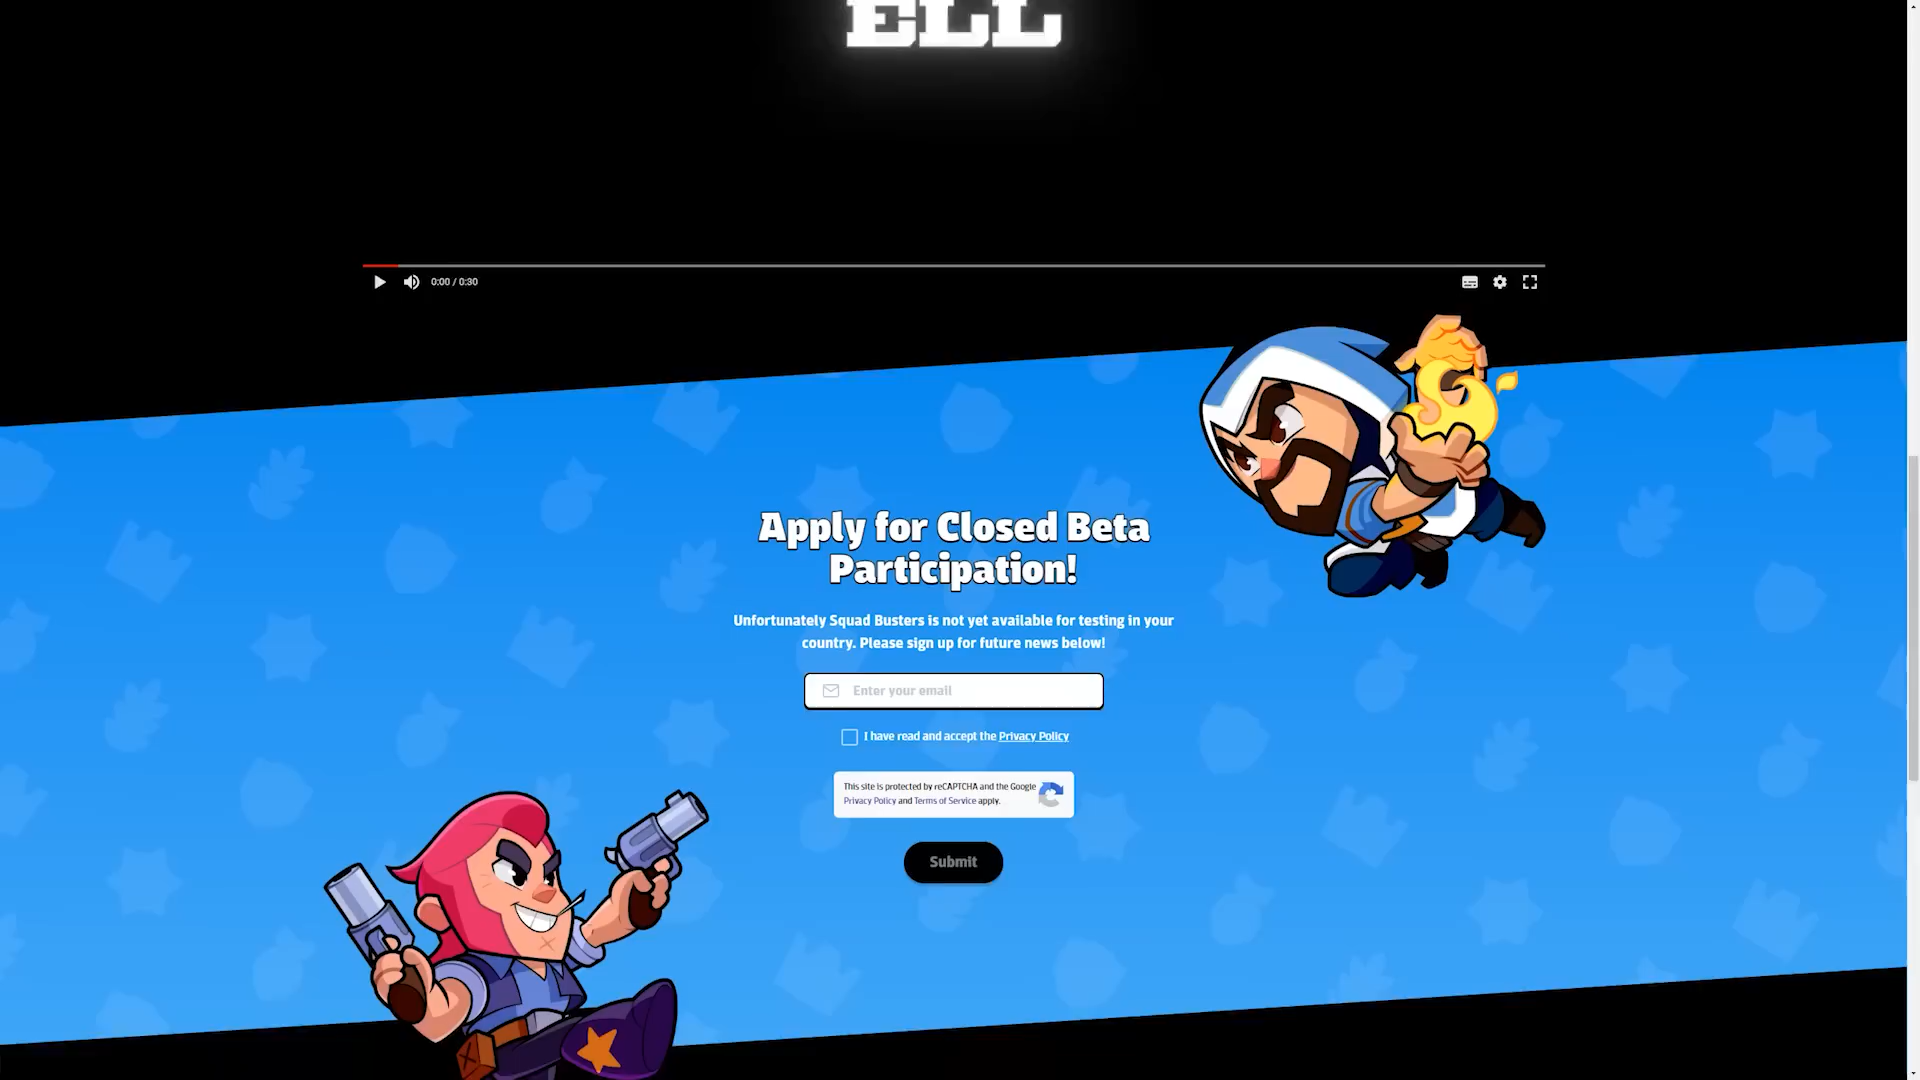 ELL
0:00 / 0:30
Apply for Closed Beta
Participation!
Unfortunately Squad Busters is not yet available for testing in your
country. Please sign up for future news below!
Enter your email
I have read and accept the Privacy Policy
This site is protected by reCAPTCHA and the Google
Privacy Policy and Terms of Service apply.
Submit